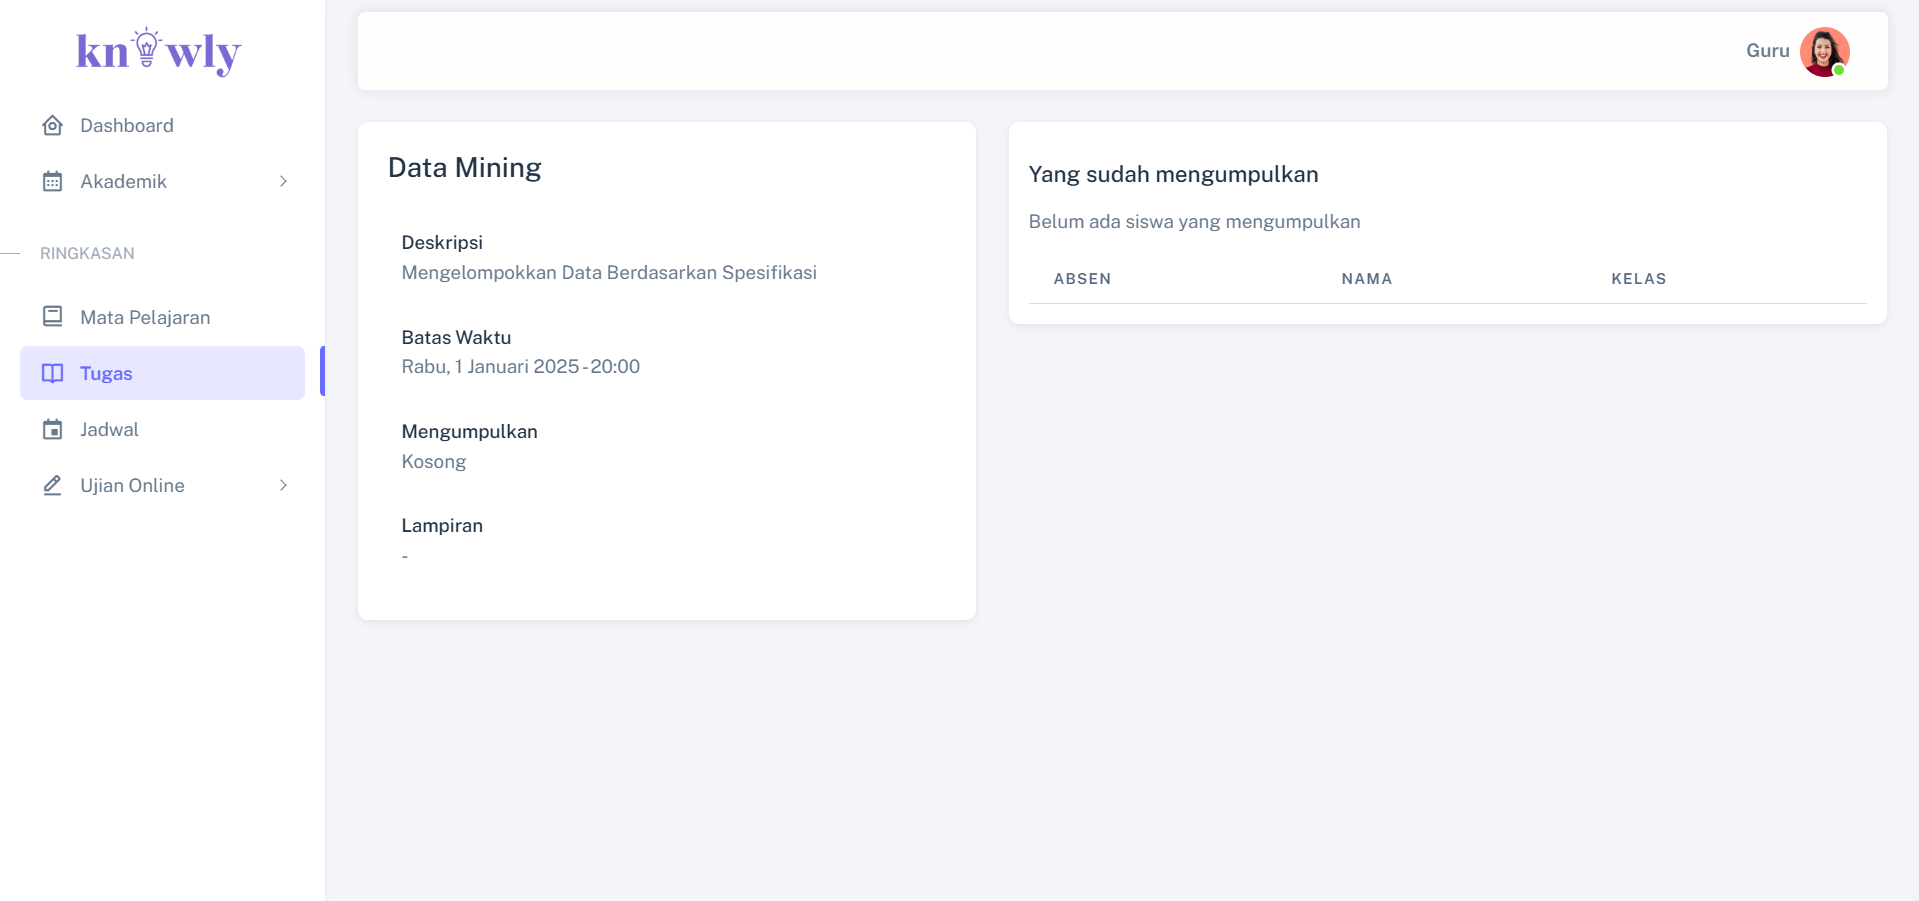 knowly
Dashboard
Akademik
RINGKASAN
Mata Pelajaran
Tugas
Jadwal
Ujian Online
Guru
Data Mining
Deskripsi
Mengelompokkan Data Berdasarkan Spesifikasi
Batas Waktu
Rabu, 1 Januari 2025 - 20:00
Mengumpulkan
Kosong
Lampiran
-
Yang sudah mengumpulkan
Belum ada siswa yang mengumpulkan
ABSEN NAMA KELAS